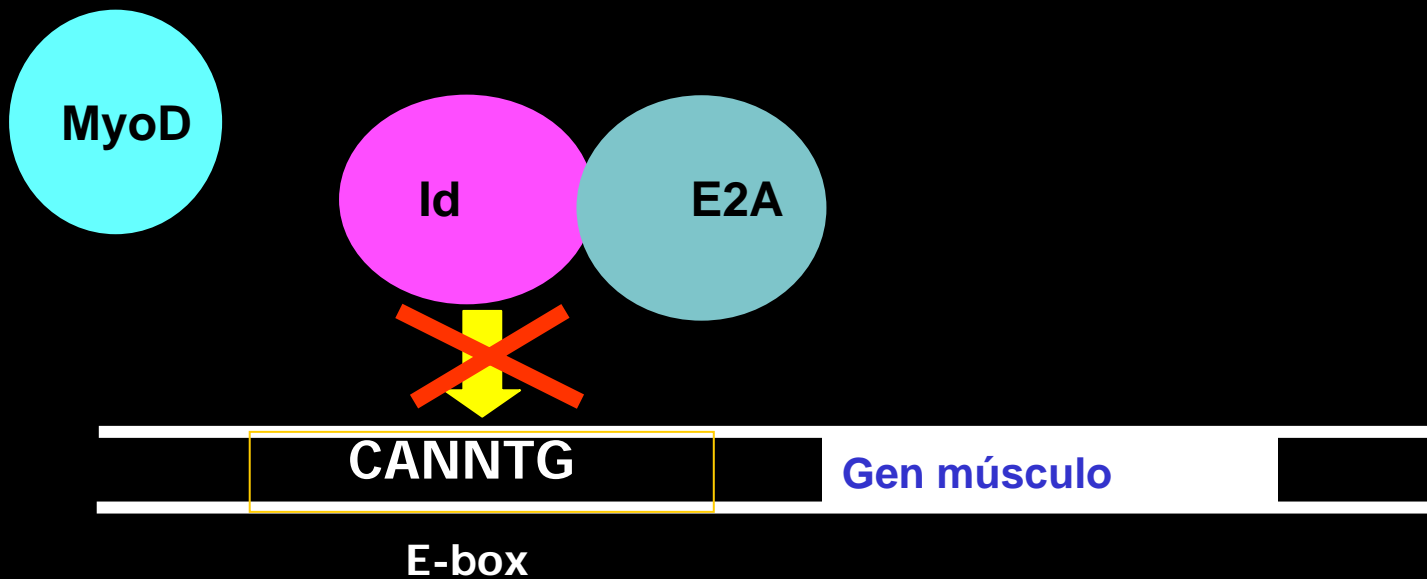 MyoD
Id
E2A
CANNTG
Gen músculo
E-box